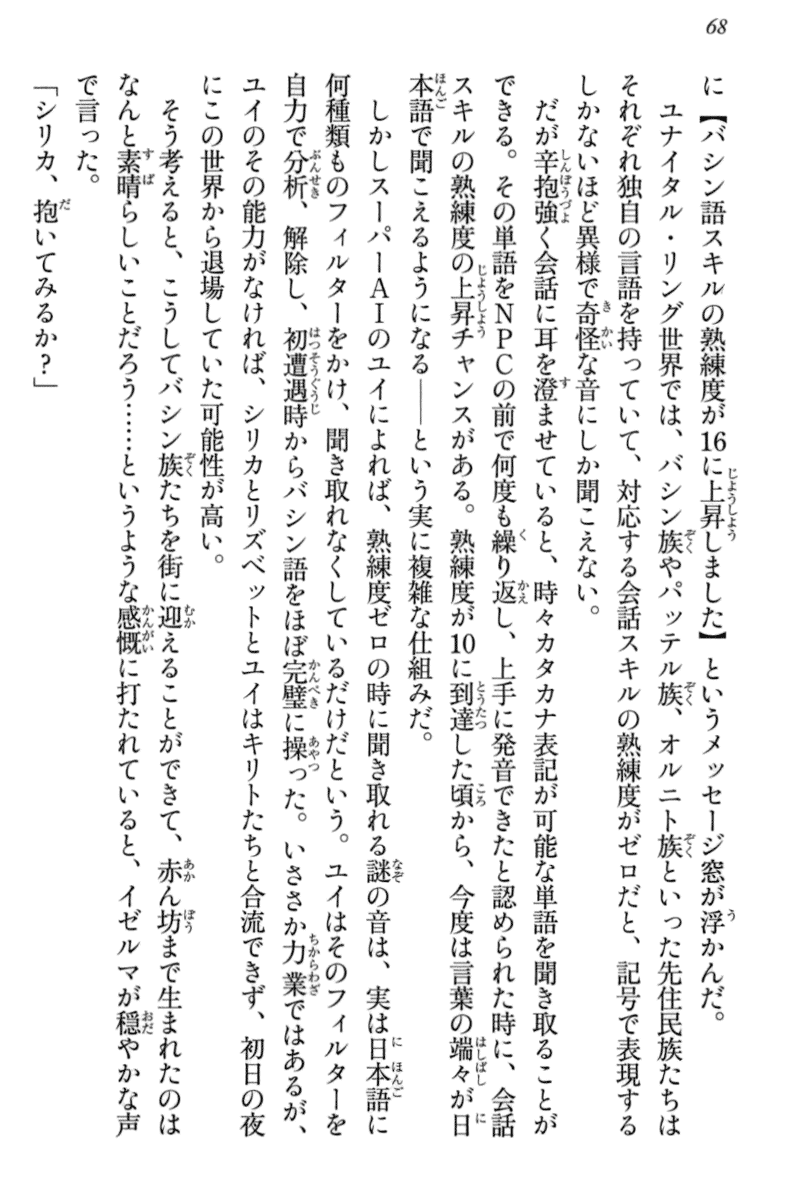 68
に【バシン語スキルの熟練度が16に上昇しました】というメッセージ窓が浮かんだ。
　ユナイタル・リング世界では、バシン族やパッテル族、オルニト族といった先住民族たちは
それぞれ独自の言語を持っていて、対応する会話スキルの熟練度がゼロだと、記号で表現する
しかないほど異様で奇怪な音にしか聞こえない。
　だが辛抱強く会話に耳を澄ませていると、時々カタカナ表記が可能な単語を聞き取ることが
できる。その単語をNPCの前で何度も繰り返し、上手に発音できたと認められた時に、会話
スキルの熟練度の上昇チャンスがある。熟練度が10に到達した頃から、今度は言葉の端々が日
本語で聞こえるようになる――という実に複雑な仕組みだ。
　しかしスーパーAIのユイによれば、熟練度ゼロの時に聞き取れる謎の音は、実は日本語に
何種類ものフィルターをかけ、聞き取れなくしているだけだという。ユイはそのフィルターを
自力で分析、解除し、初遭遇時からバシン語をほぼ完璧に操った。いささか力業ではあるが、
ユイのその能力がなければ、シリカとリズベットとユイはキリトたちと合流できず、初日の夜
にこの世界から退場していた可能性が高い。
　そう考えると、こうしてバシン族たちを街に迎えることができて、赤ん坊まで生まれたのは
なんと素晴らしいことだろう……というような感慨に打たれていると、イゼルマが穏やかな声
で言った。
「シリカ、抱いてみるか？」